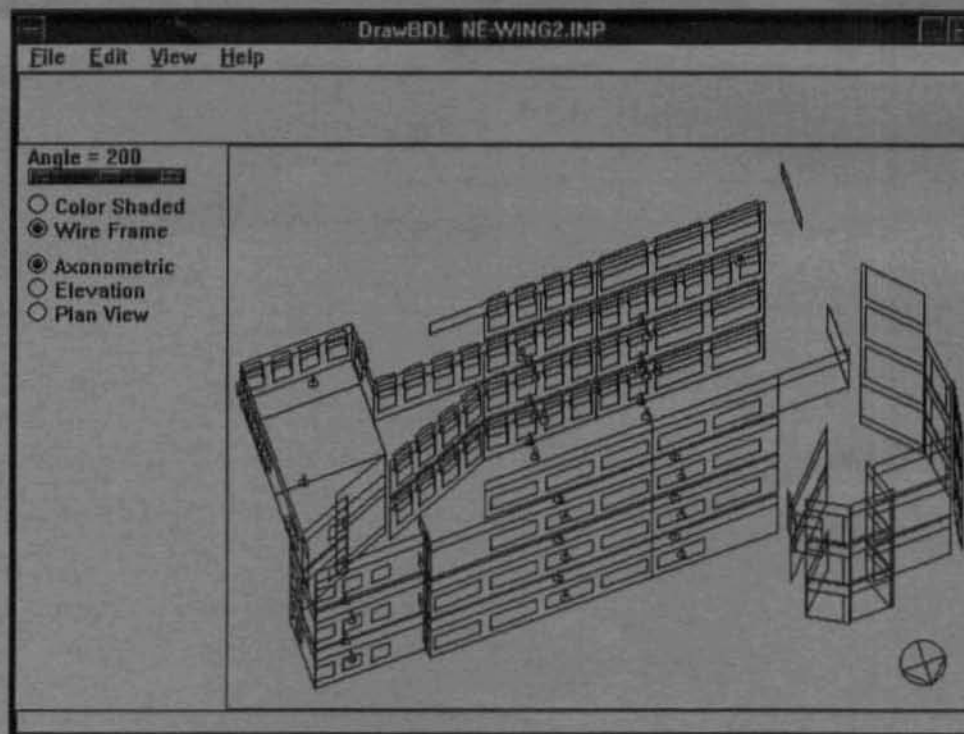 DrawBDL NE-WING2.INP
File Edit View Help
Angle = 200
Color Shaded
Wire Frame
Axonometric
Elevation
Plan View